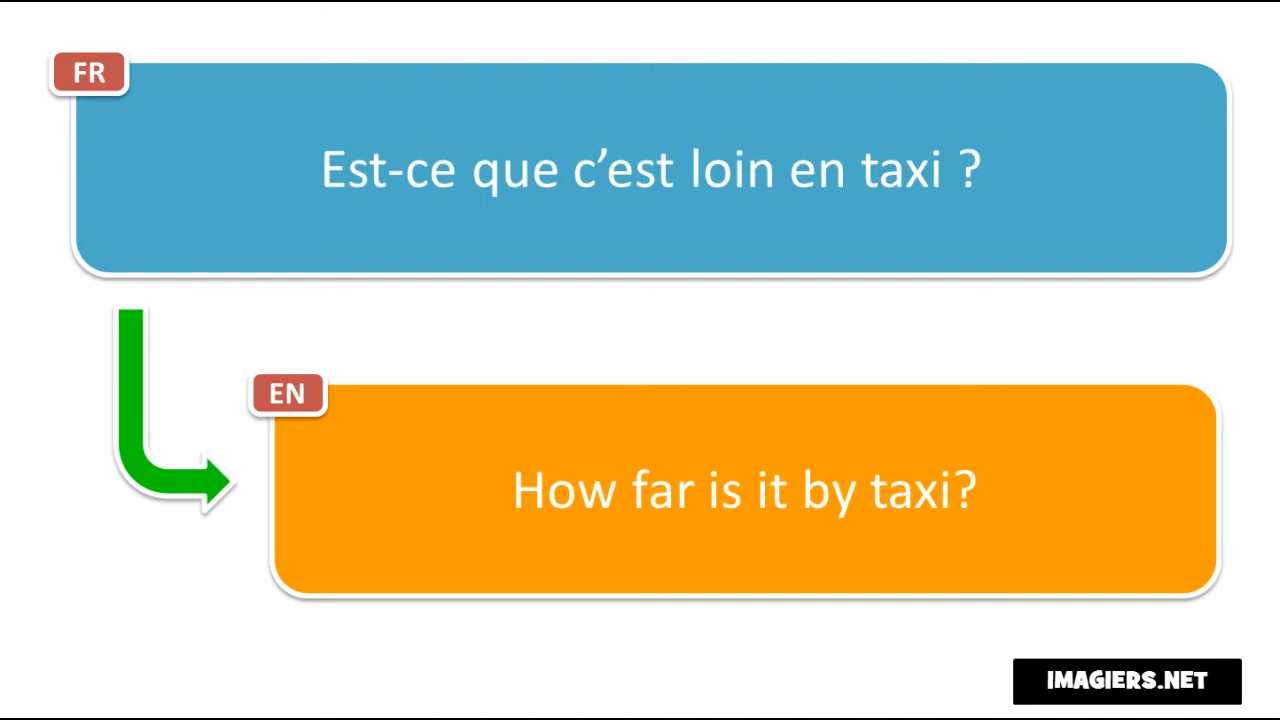 FR
Est-ce que c’est loin en taxi ?
EN
How far is it by taxi?
IMAGIERS.NET